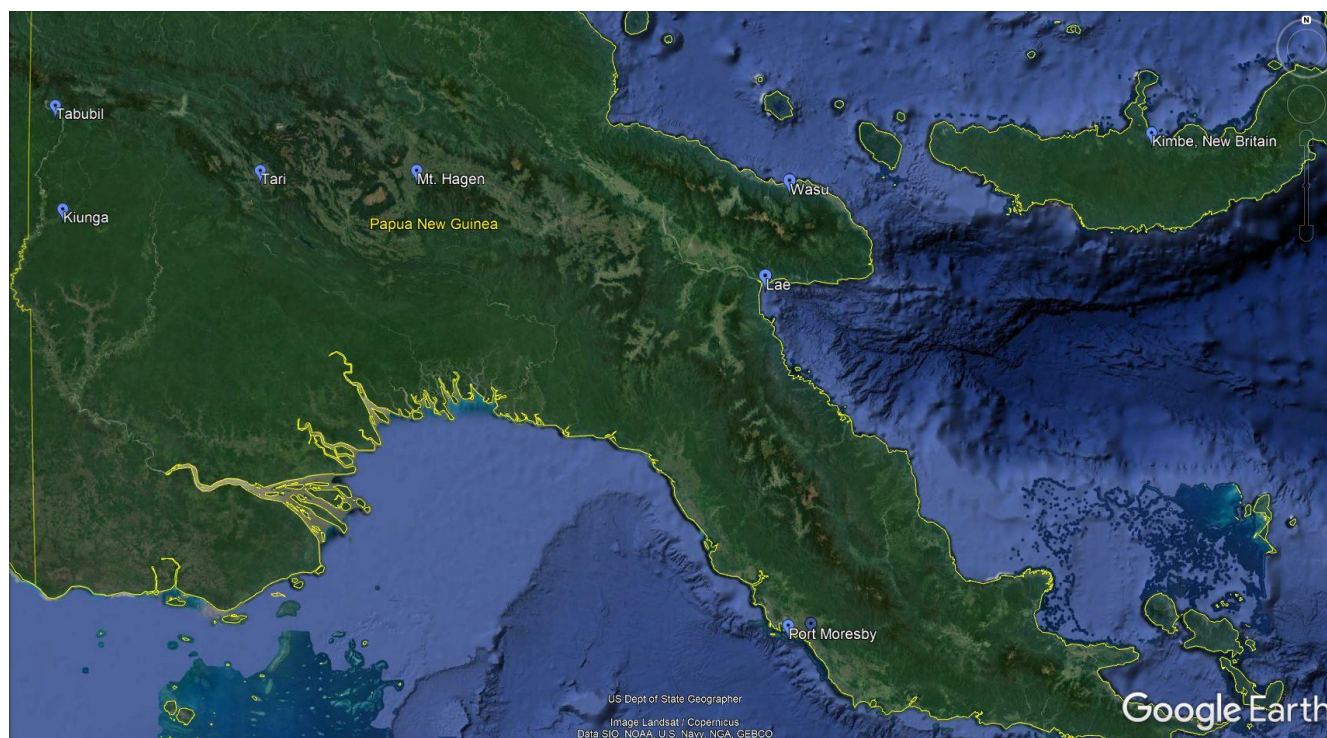 N
Tabubil
Kimbe, New Britain
Tari
Mt. Hagen
Wasu
Kiunga
Papua New Guinea
Lae
Port Moresby
US Dept of State Geographer
Image Landsat / Copernicus
Data SIO, NOAA, U.S. Navy, NGA, GEBCO
Google Earth